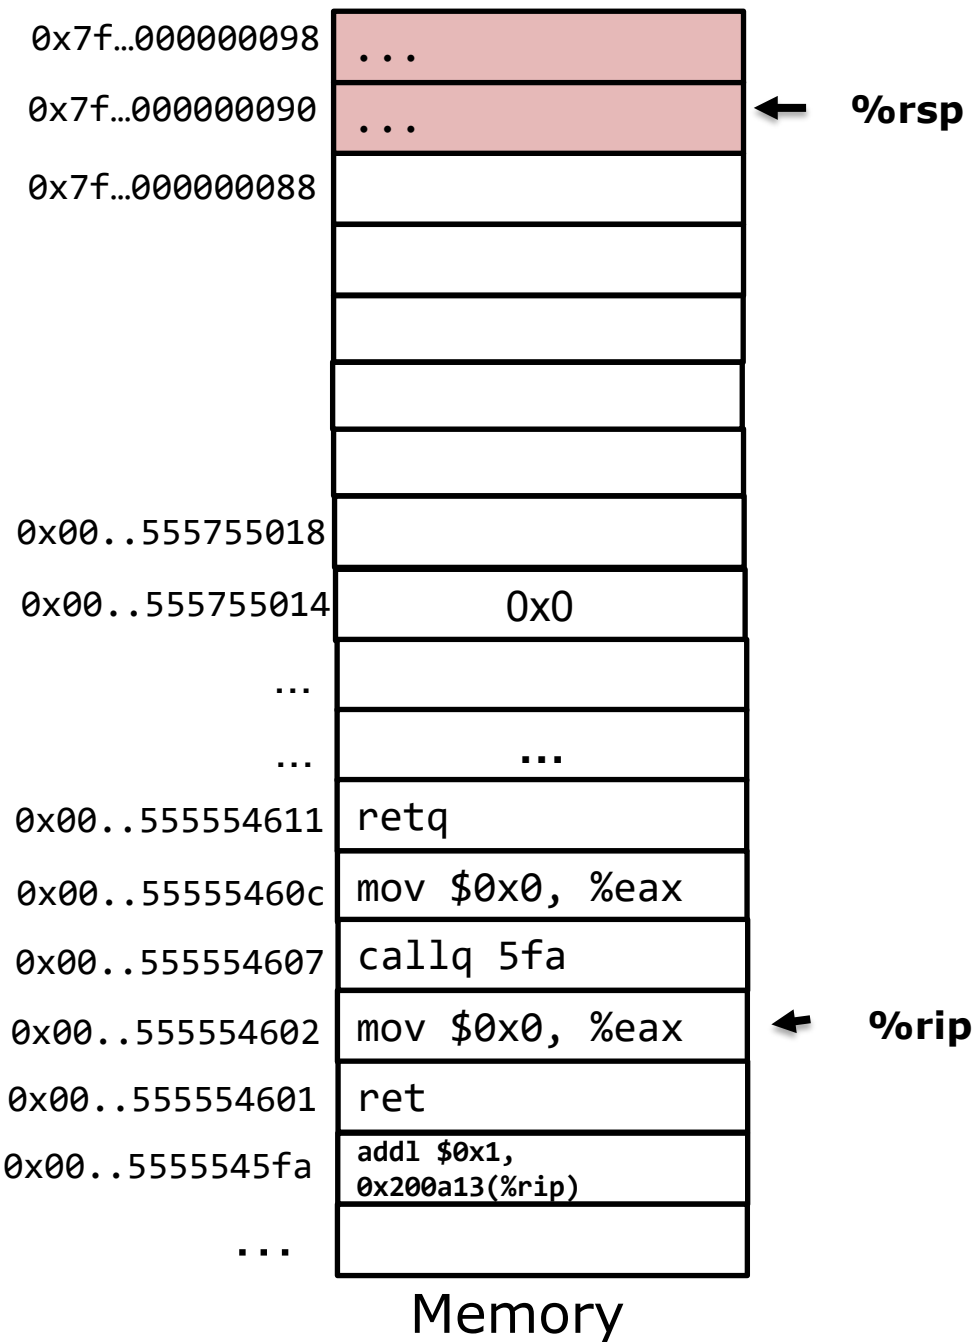 0x7f…000000098 ...
0x7f…000000090 ... %rsp
0x7f…000000088
0x00..555755018
0x00..555755014 0x0
...
... ...
0x00..555554611 retq
0x00..55555460c mov $0x0, %eax
0x00..555554607 callq 5fa
0x00..555554602 mov $0x0, %eax %rip
0x00..555554601 ret
0x00..5555545fa addl $0x1,
0x200a13(%rip)
...
Memory